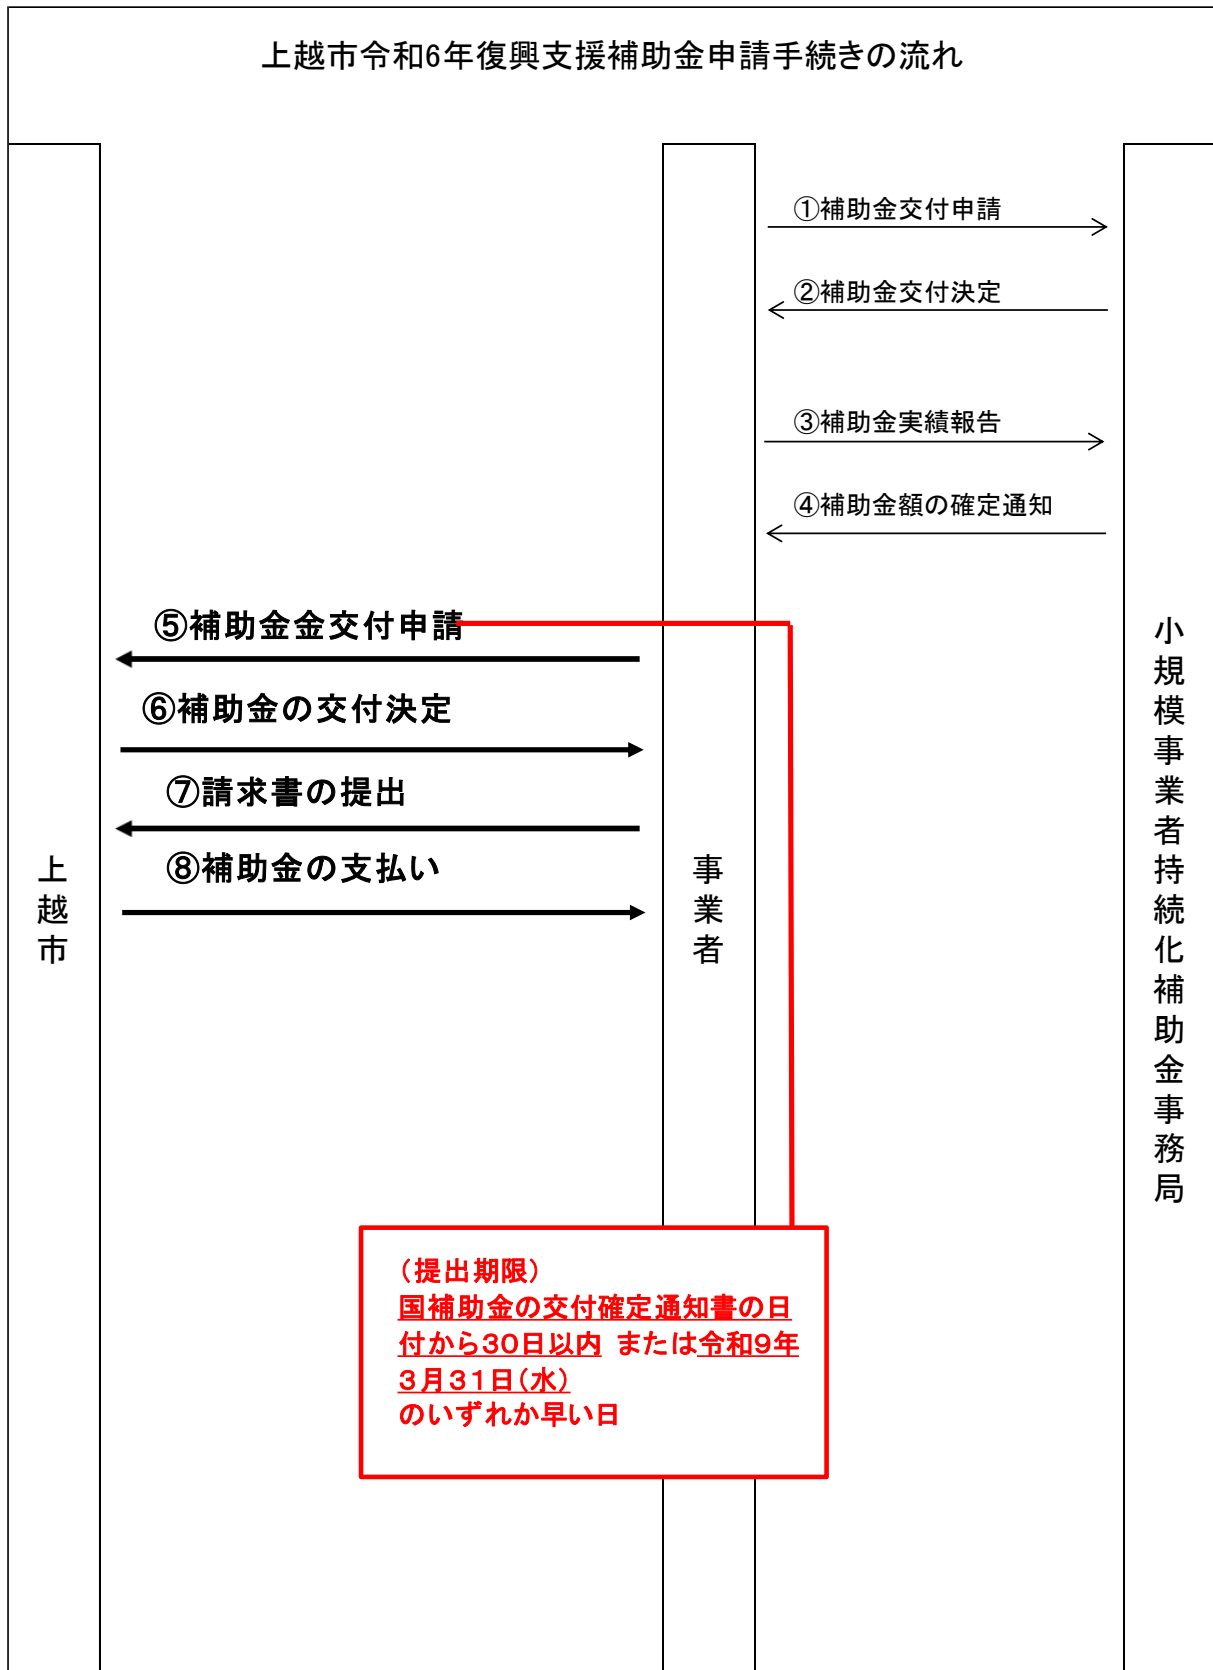 上越市令和6年復興支援補助金申請手続きの流れ
①補助金交付申請
②補助金交付決定
③補助金実績報告
④補助金額の確定通知
⑤補助金金交付申請
⑥補助金の交付決定
⑦請求書の提出
⑧補助金の支払い
上越市
事業者
小規模事業者持続化補助金事務局
（提出期限）
国補助金の交付確定通知書の日
付から30日以内 または令和9年
3月31日(水)
のいずれか早い日